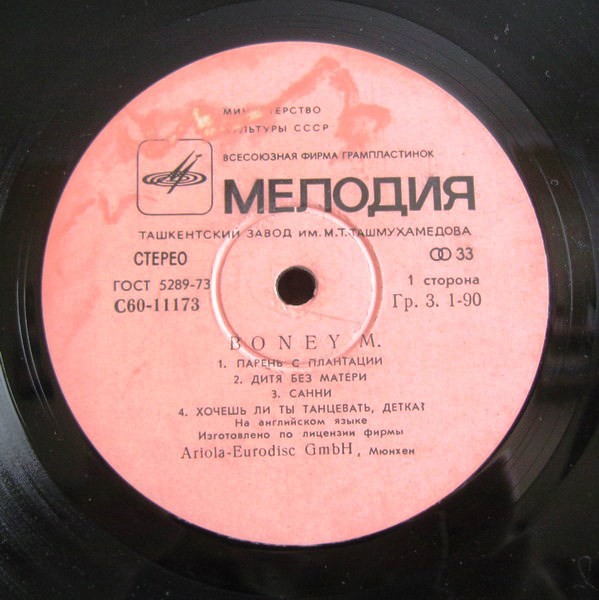 МИНИСТЕРСТВО
КУЛЬТУРЫ СССР
ВСЕСОЮЗНАЯ ФИРМА ГРАМПЛАСТИНОК
МЕЛОДИЯ
ТАШКЕНТСКИЙ ЗАВОД ИМ. М.Т.ТАШМУХАМЕДОВА
СТЕРЕО 33
ГОСТ 5289-73 1 сторона
С60-11173 Гр. 3. 1-90
BONEY M.
1. ПАРЕНЬ С ПЛАНТАЦИИ
2. ДИТЯ БЕЗ МАТЕРИ
3. САННИ
4. ХОЧЕШЬ ЛИ ТЫ ТАНЦЕВАТЬ, ДЕТКА?
На английском языке
Изготовлено по лицензии фирмы
Ariola-Eurodisc GmbH, Мюнхен